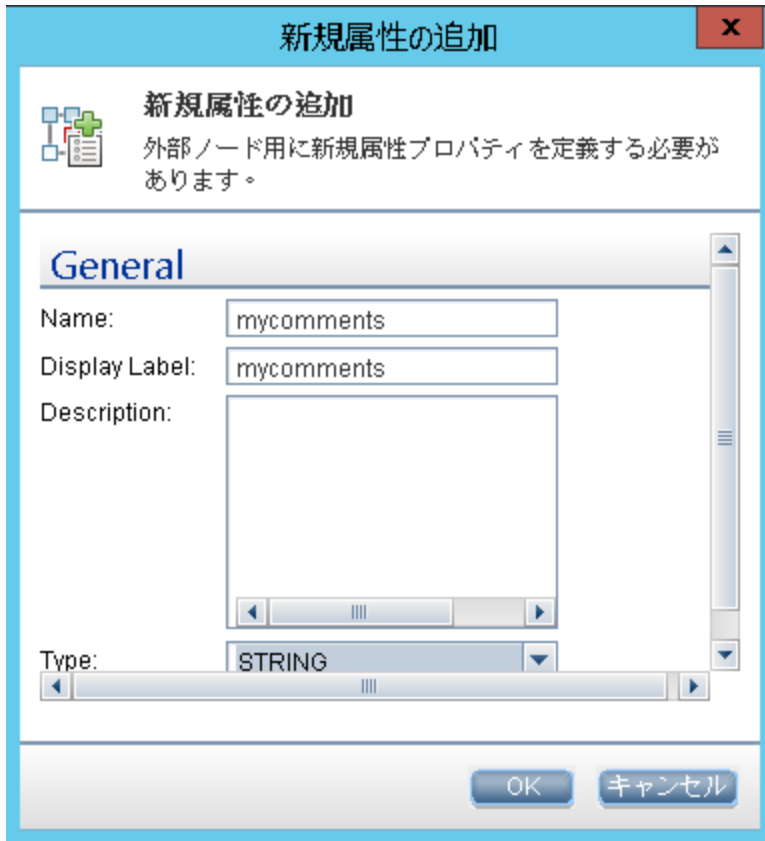 新規属性の追加
x
新規属性の追加
外部ノード用に新規属性プロパティを定義する必要が
あります。
General
Name: mycomments
Display Label: mycomments
Description:
Type: STRING
OK キャンセル